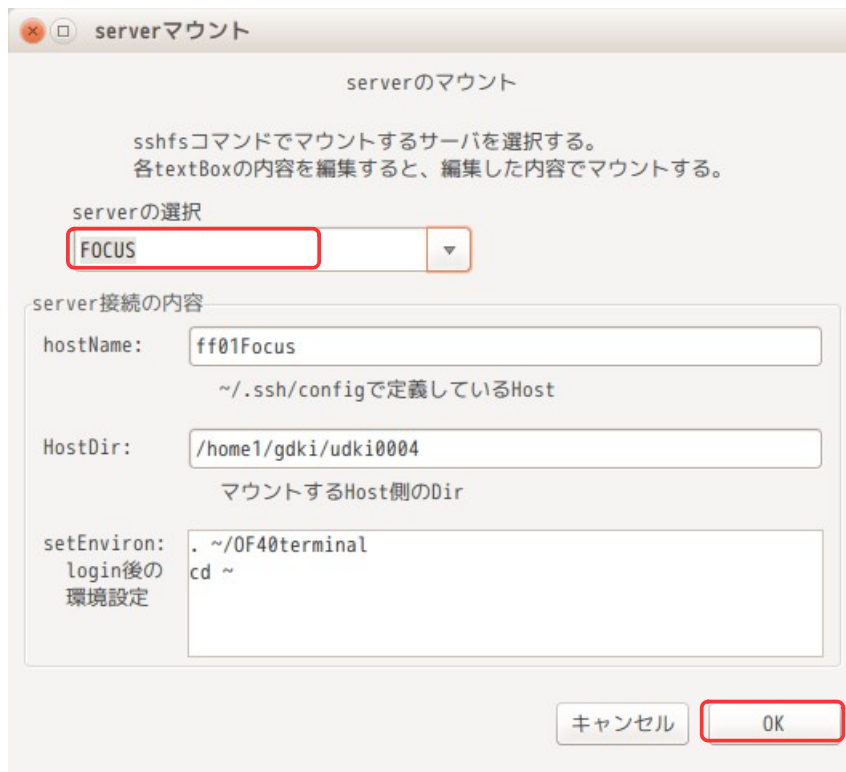 serverマウント
serverのマウント
sshfsコマンドでマウントするサーバを選択する。
各textBoxの内容を編集すると、編集した内容でマウントする。
serverの選択
FOCUS
server接続の内容
hostName:
ff01Focus
~/.ssh/configで定義しているHost
HostDir:
/home1/gdki/udki0004
マウントするHost側のDir
setEnviron:
login後の
環境設定
. ~/OF40terminal
cd ~
キャンセル
OK